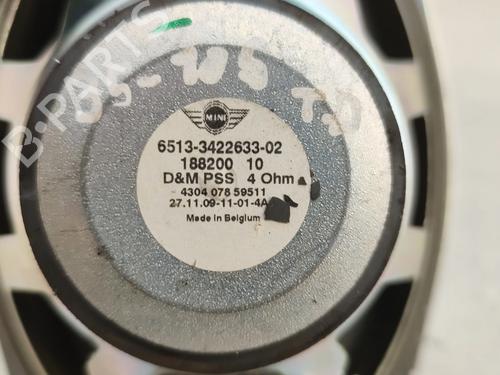 MINI
6513-3422633-02
188200 10
D&M PSS 4 Ohm
4304 078 59511
27.11.09-11-01-4A
Made in Belgium